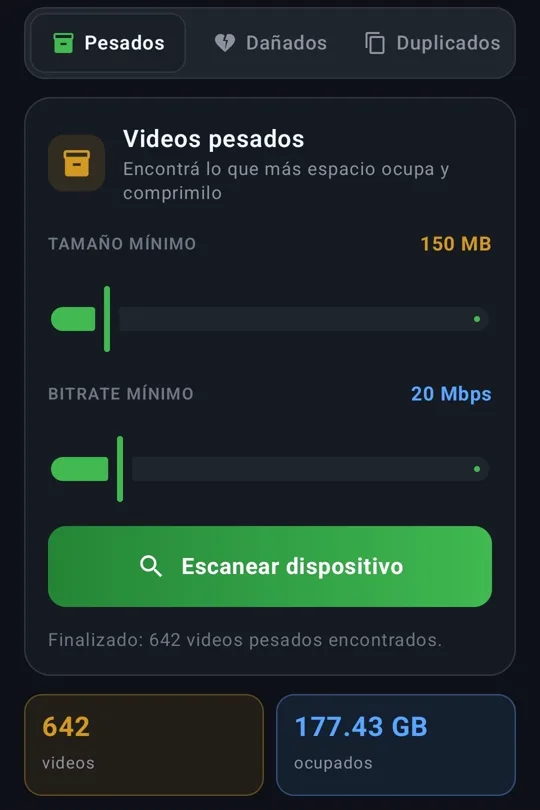 Pesados
Dañados
Duplicados
Videos pesados
Encontrá lo que más espacio ocupa y
comprimilo
TAMAÑO MÍNIMO
150 MB
BITRATE MÍNIMO
20 Mbps
Escanear dispositivo
Finalizado: 642 videos pesados encontrados.
642
videos
177.43 GB
ocupados